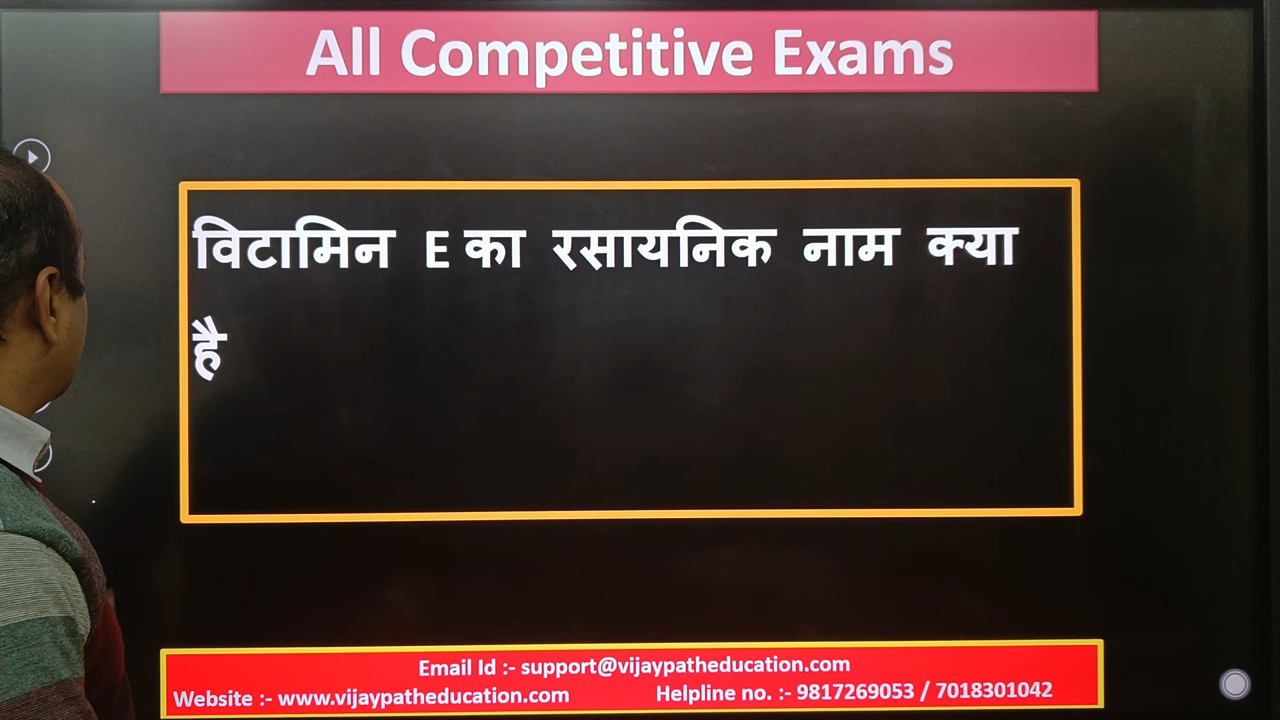 All Competitive Exams
विटामिन E का रसायनिक नाम क्या
है
Email Id :- support@vijaypatheducation.com
Website :- www.vijaypatheducation.com Helpline no. :- 9817269053 / 7018301042